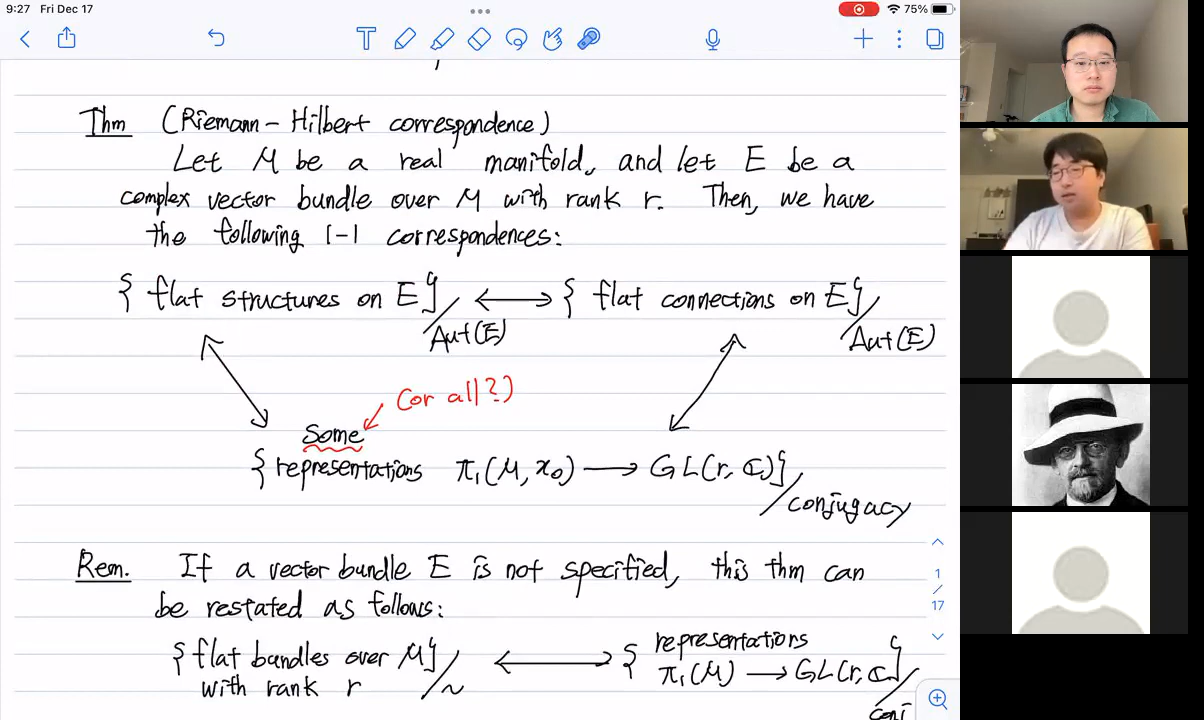 9:27 Fri Dec 17
75%
Thm (Riemann-Hilbert correspondence)
Let M be a real manifold, and let E be a
complex vector bundle over M with rank r. Then, we have
the following 1-1 correspondences:
{ flat structures on E}/Aut(E) ⟷ { flat connections on E}/Aut(E)
(or all?)
Some
{ representations π₁(M, x₀) ⟶ GL(r, ℂ)}/conjugacy
Rem. If a vector bundle E is not specified, this thm can
be restated as follows:
{ flat bundles over M
with rank r }/~ ⟷ { representations
π₁(M) ⟶ GL(r, ℂ) }/conj
1
/
17